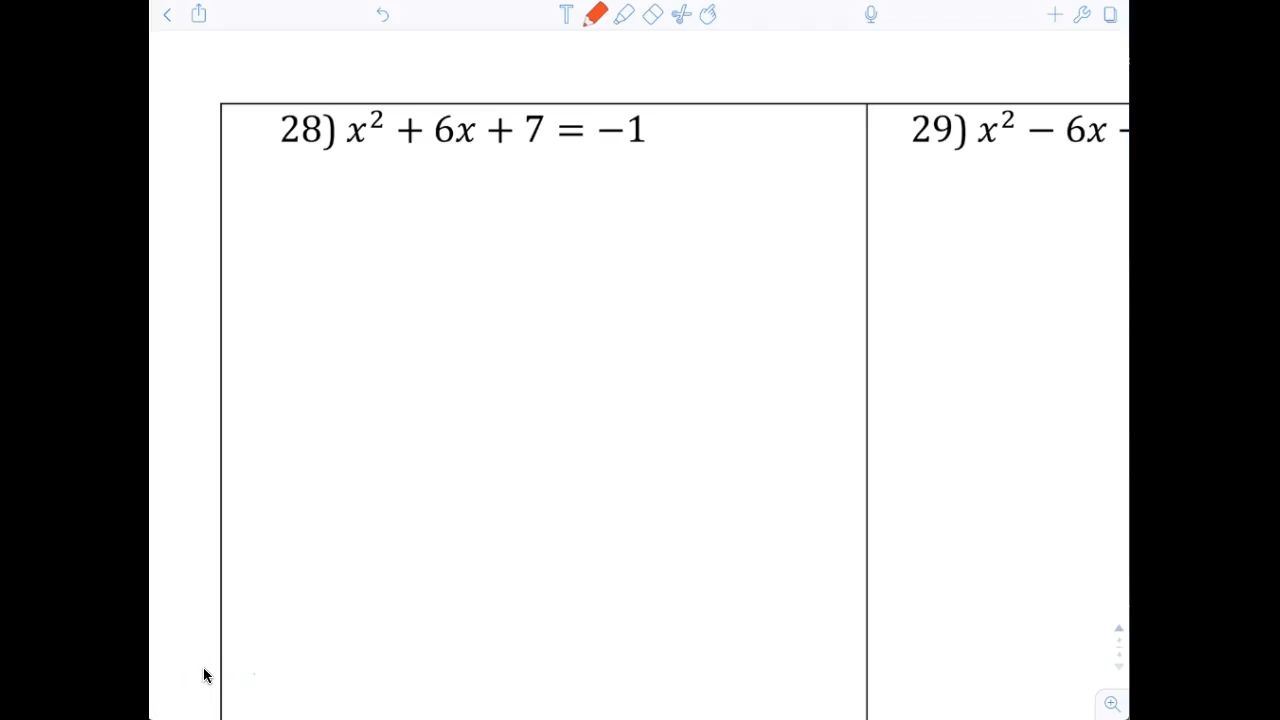 28) x² + 6x + 7 = −1
29) x² − 6x −